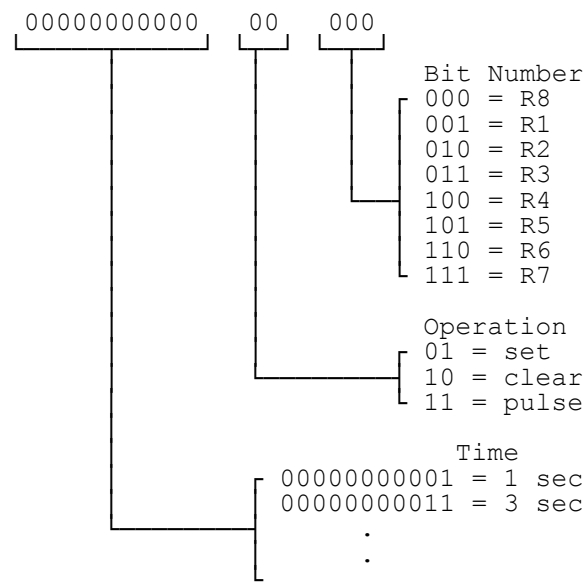 00000000000 00 000
Bit Number
000 = R8
001 = R1
010 = R2
011 = R3
100 = R4
101 = R5
110 = R6
111 = R7
Operation
01 = set
10 = clear
11 = pulse
Time
00000000001 = 1 sec
00000000011 = 3 sec
.
.